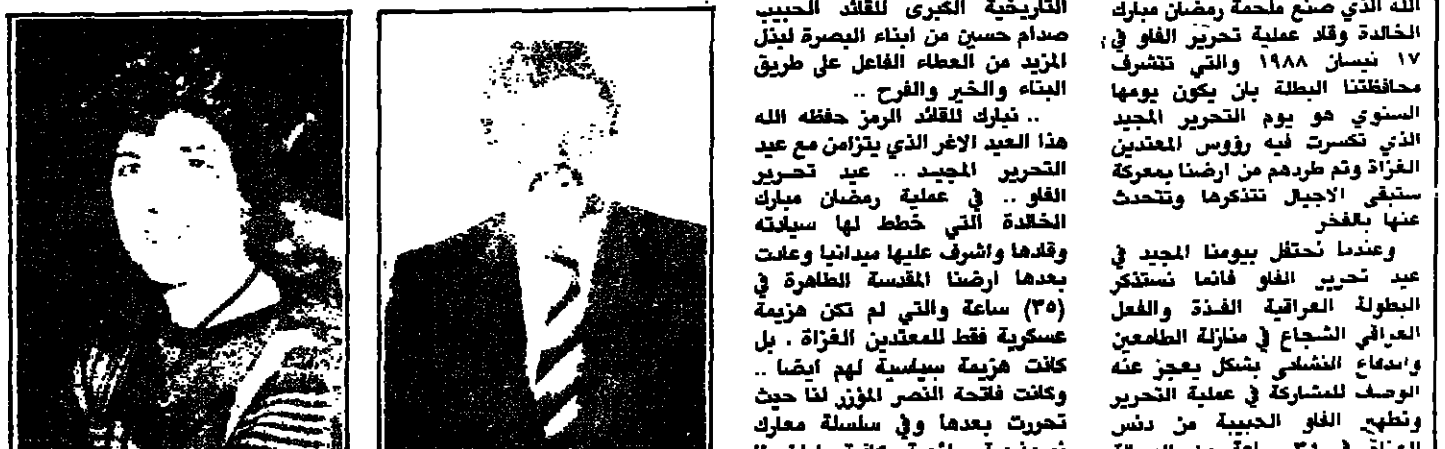 الله الذي صنع ملحمة رمضان مبارك
الخالدة وقاد عملية تحرير الفاو في
١٧ نيسان ١٩٨٨ والتي تتشرف
محافظتنا البطلة بان يكون يومها
السنوي هو يوم التحرير المجيد
الذي تكسرت فيه رؤوس المعتدين
الغزاة وتم طردهم من ارضنا بمعركة
ستبقى الاجيال تتذكرها وتتحدث
عنها بالفخر
وعندما نحتفل بيومنا المجيد في
عيد تحرير الفاو فانما نستذكر
البطولة العراقية الفذة والفعل
العراقي الشجاع في منازلة الطامعين
واندفاع النشامى بشكل يعجز عنه
الوصف للمشاركة في عملية التحرير
وتطهير الفاو الحبيبة من دنس
التاريخية الكبرى للقائد الحبيب
صدام حسين من ابناء البصرة لبذل
المزيد من العطاء الفاعل على طريق
البناء والخير والفرح ..
.. نبارك للقائد الرمز حفظه الله
هذا العيد الاغر الذي يتزامن مع عيد
التحرير المجيد .. عيد تحرير
الفاو .. في عملية رمضان مبارك
الخالدة التي خطط لها سيادته
وقادها واشرف عليها ميدانيا وعادت
بعدها ارضنا المقدسة الطاهرة في
(٣٥) ساعة والتي لم تكن هزيمة
عسكرية فقط للمعتدين الغزاة . بل
كانت هزيمة سياسية لهم ايضا ..
وكانت فاتحة النصر المؤزر لنا حيث
تحررت بعدها وفي سلسلة معارك